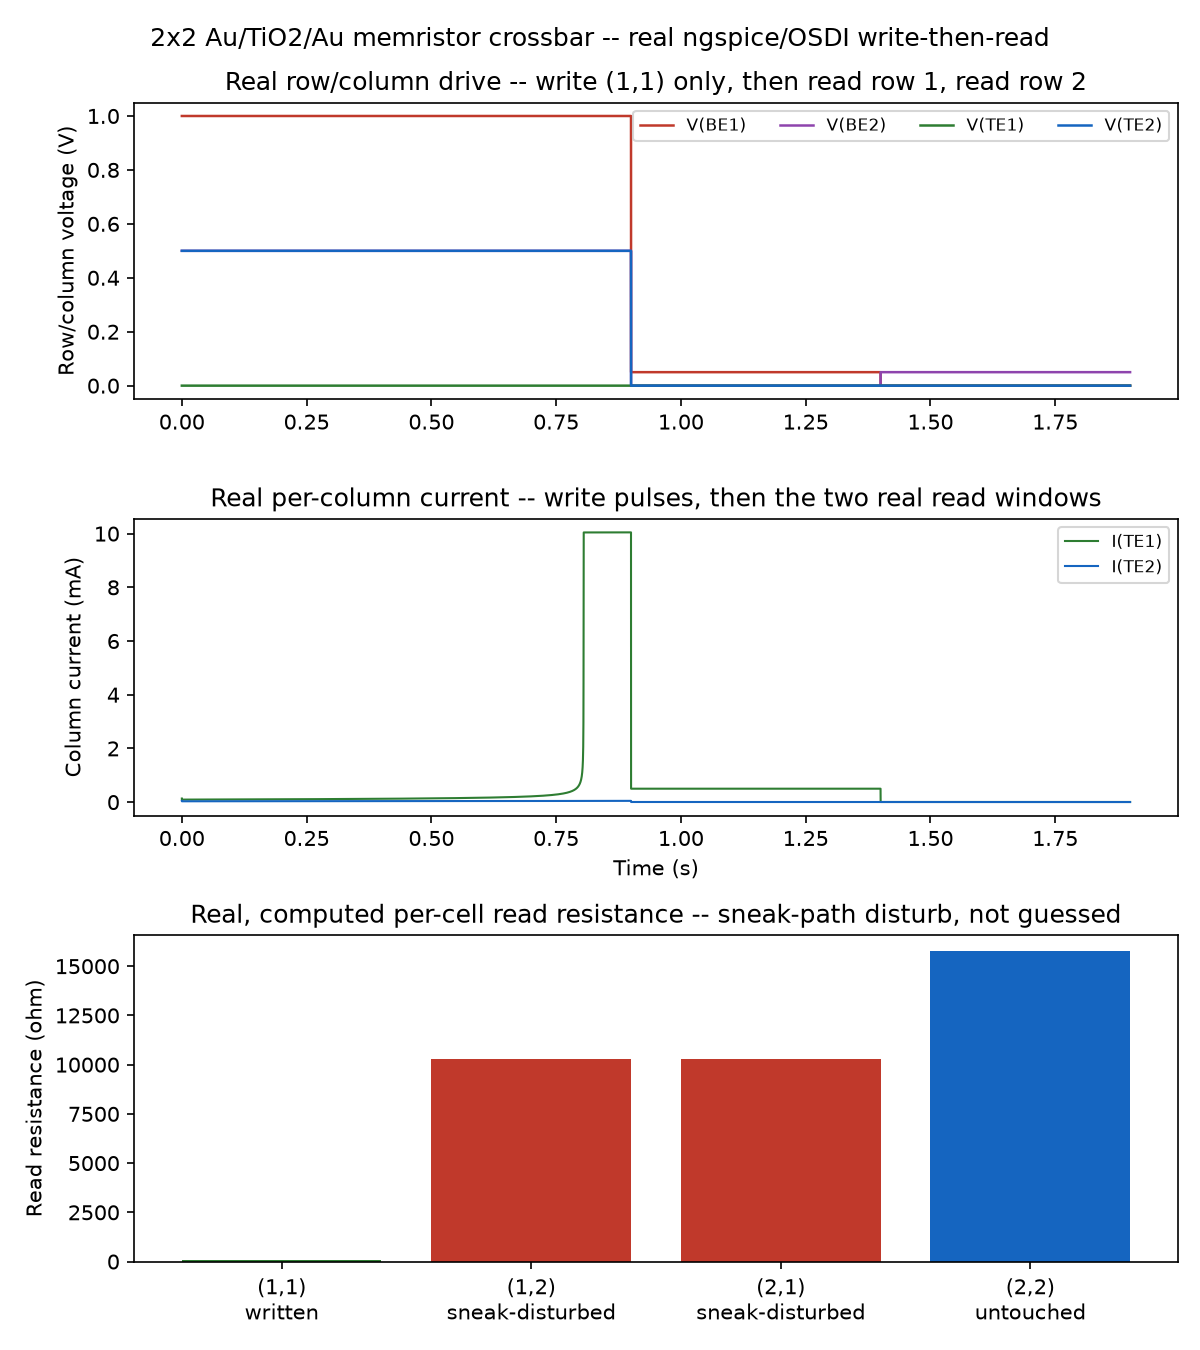 2x2 Au/TiO2/Au memristor crossbar -- real ngspice/OSDI write-then-read
Real row/column drive -- write (1,1) only, then read row 1, read row 2
Row/column voltage (V)
1.0
0.8
0.6
0.4
0.2
0.0
V(BE1) V(BE2) V(TE1) V(TE2)
0.00 0.25 0.50 0.75 1.00 1.25 1.50 1.75
Real per-column current -- write pulses, then the two real read windows
Column current (mA)
10
8
6
4
2
0
I(TE1)
I(TE2)
0.00 0.25 0.50 0.75 1.00 1.25 1.50 1.75
Time (s)
Real, computed per-cell read resistance -- sneak-path disturb, not guessed
Read resistance (ohm)
15000
12500
10000
7500
5000
2500
0
(1,1) (1,2) (2,1) (2,2)
written sneak-disturbed sneak-disturbed untouched